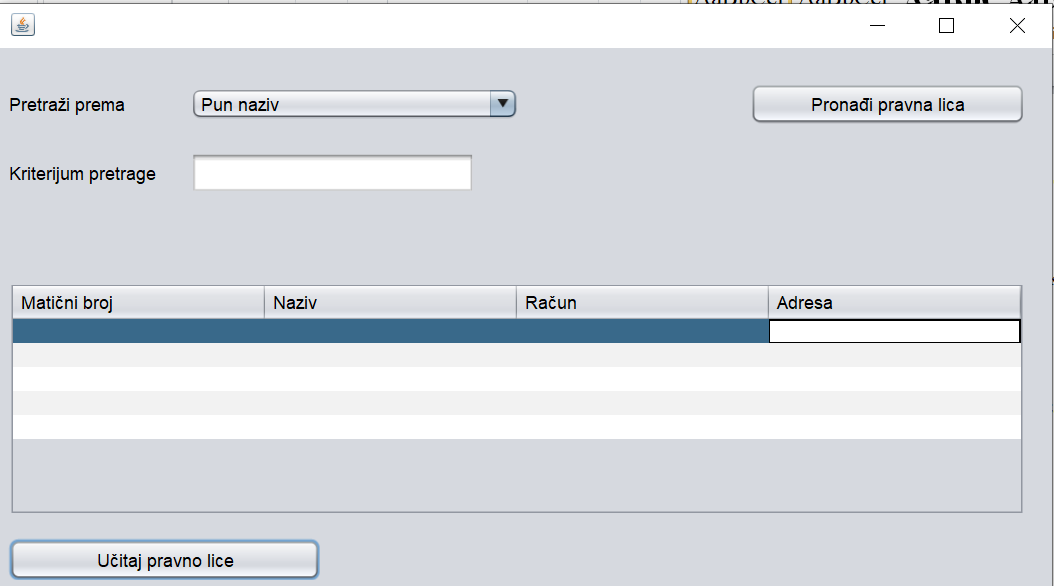 Pretraži prema Pun naziv Pronađi pravna lica
Kriterijum pretrage
Matični broj Naziv Račun Adresa
Učitaj pravno lice